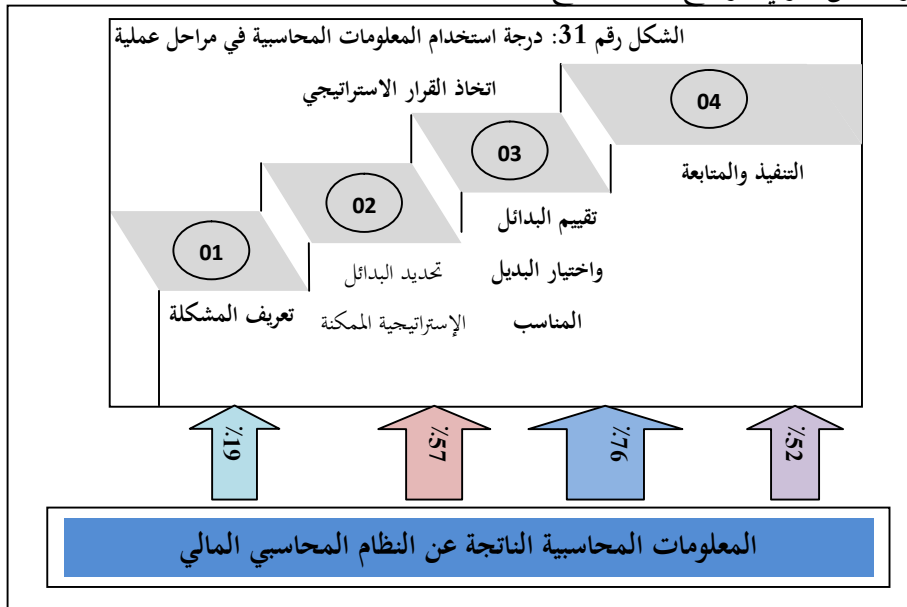 الشكل رقم 31: درجة استخدام المعلومات المحاسبية في مراحل عملية
اتخاذ القرار الاستراتيجي
04
03
02
01
التنفيذ والمتابعة
تقييم البدائل
واختيار البديل
المناسب
تحديد البدائل
الإستراتيجية الممكنة
تعريف المشكلة
19٪
57٪
76٪
52٪
المعلومات المحاسبية الناتجة عن النظام المحاسبي المالي